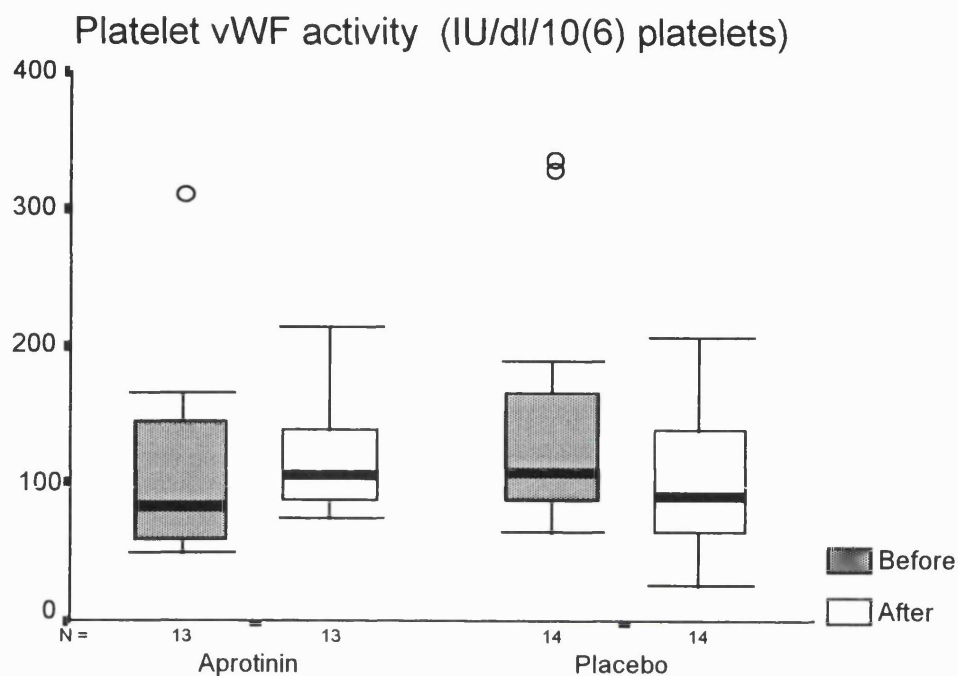 Platelet vWF activity (IU/dl/10(6) platelets)
400
300
200
100
0
N = 13 13 14 14
Aprotinin Placebo
Before
After